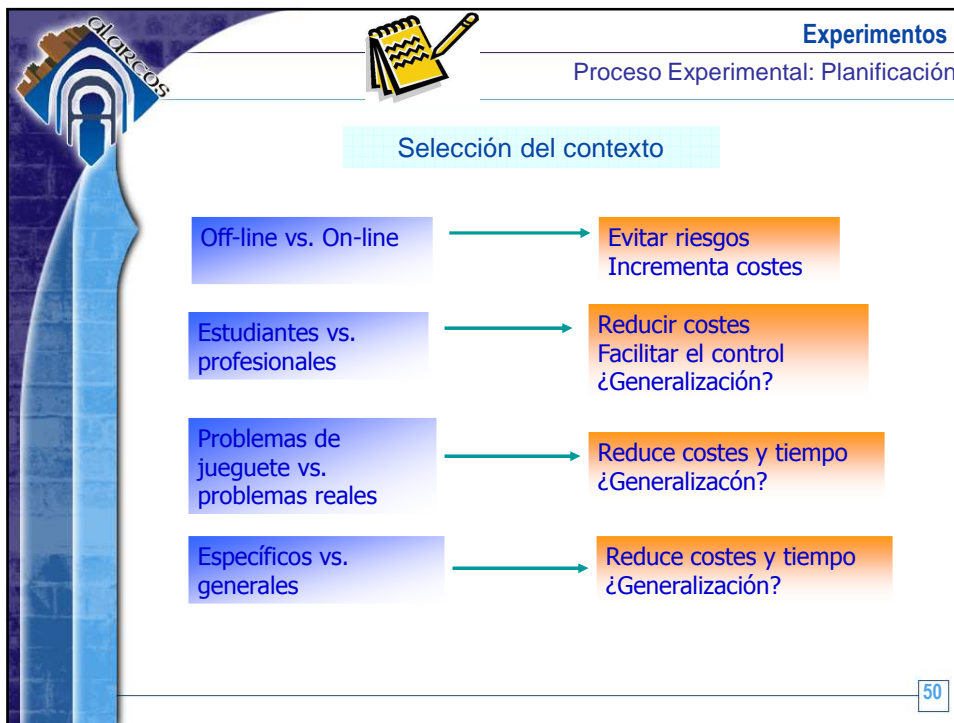 alarcos
Experimentos
Proceso Experimental: Planificación
Selección del contexto
Off-line vs. On-line
Evitar riesgos
Incrementa costes
Estudiantes vs.
profesionales
Reducir costes
Facilitar el control
¿Generalización?
Problemas de
jueguete vs.
problemas reales
Reduce costes y tiempo
¿Generalizacón?
Específicos vs.
generales
Reduce costes y tiempo
¿Generalización?
50